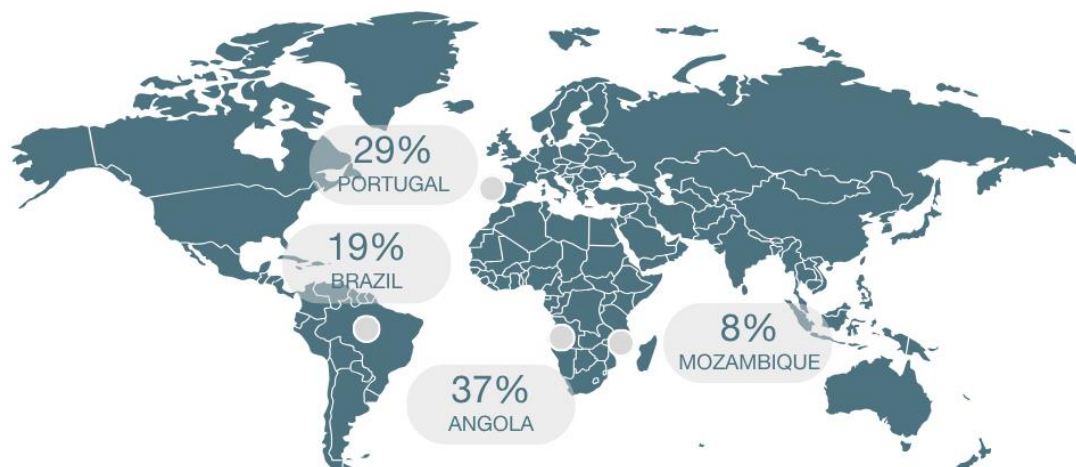 29%
PORTUGAL
19%
BRAZIL
8%
MOZAMBIQUE
37%
ANGOLA